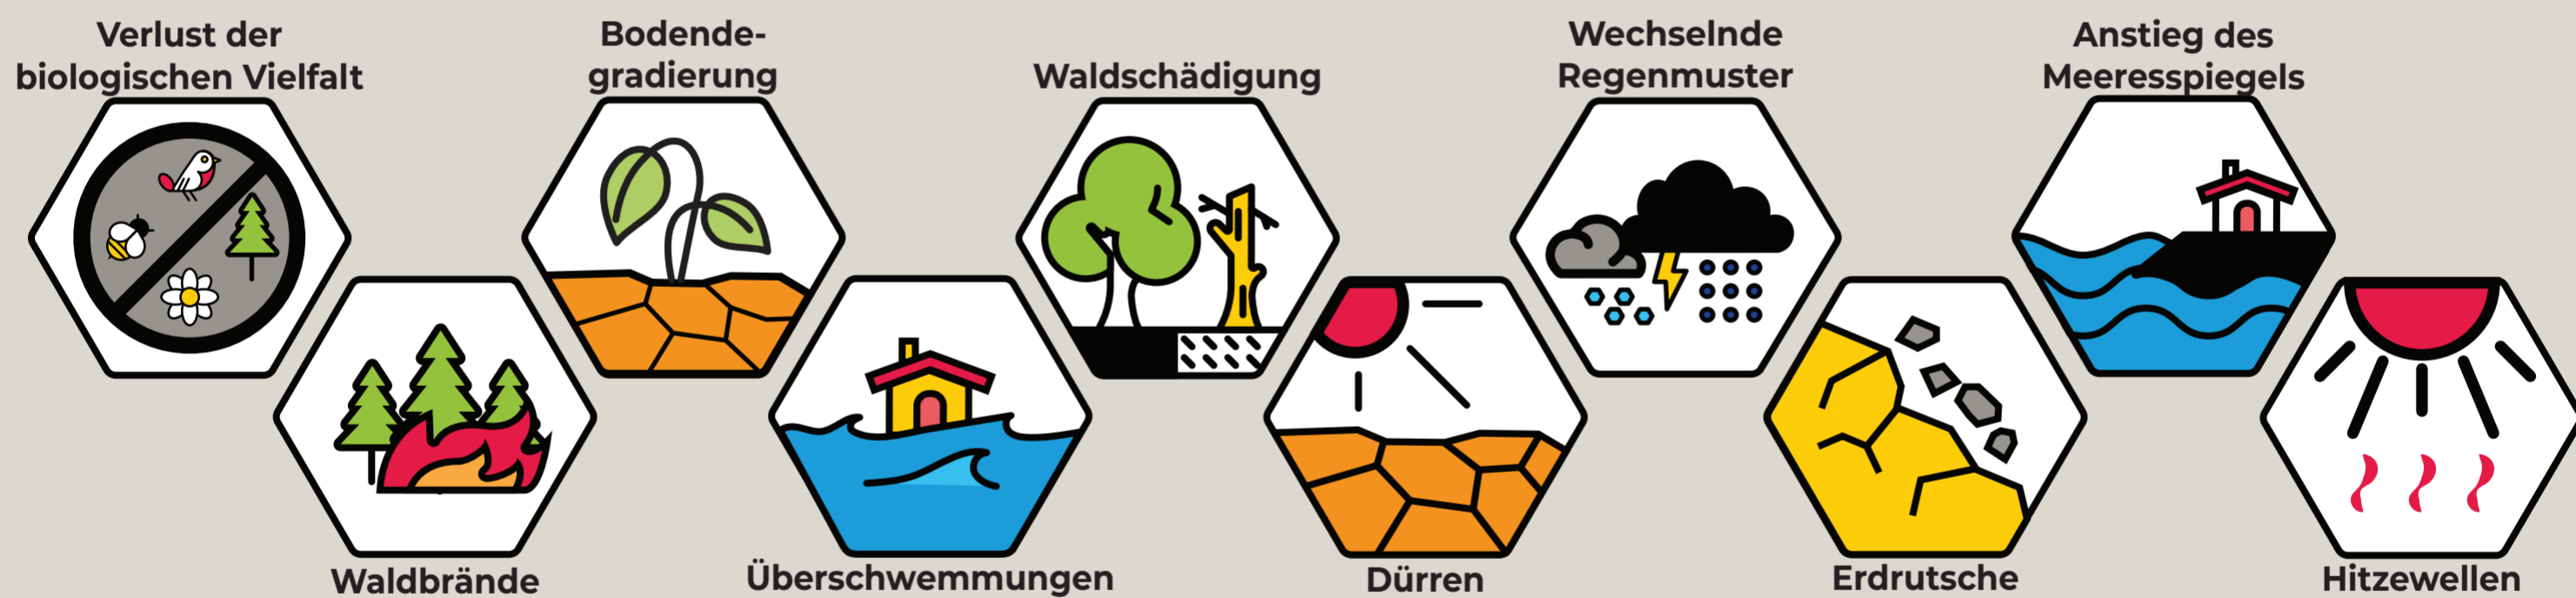 Verlust der
biologischen Vielfalt
Bodende-
gradierung
Waldschädigung
Wechselnde
Regenmuster
Anstieg des
Meeresspiegels
Waldbrände
Überschwemmungen
Dürren
Erdrutsche
Hitzewellen